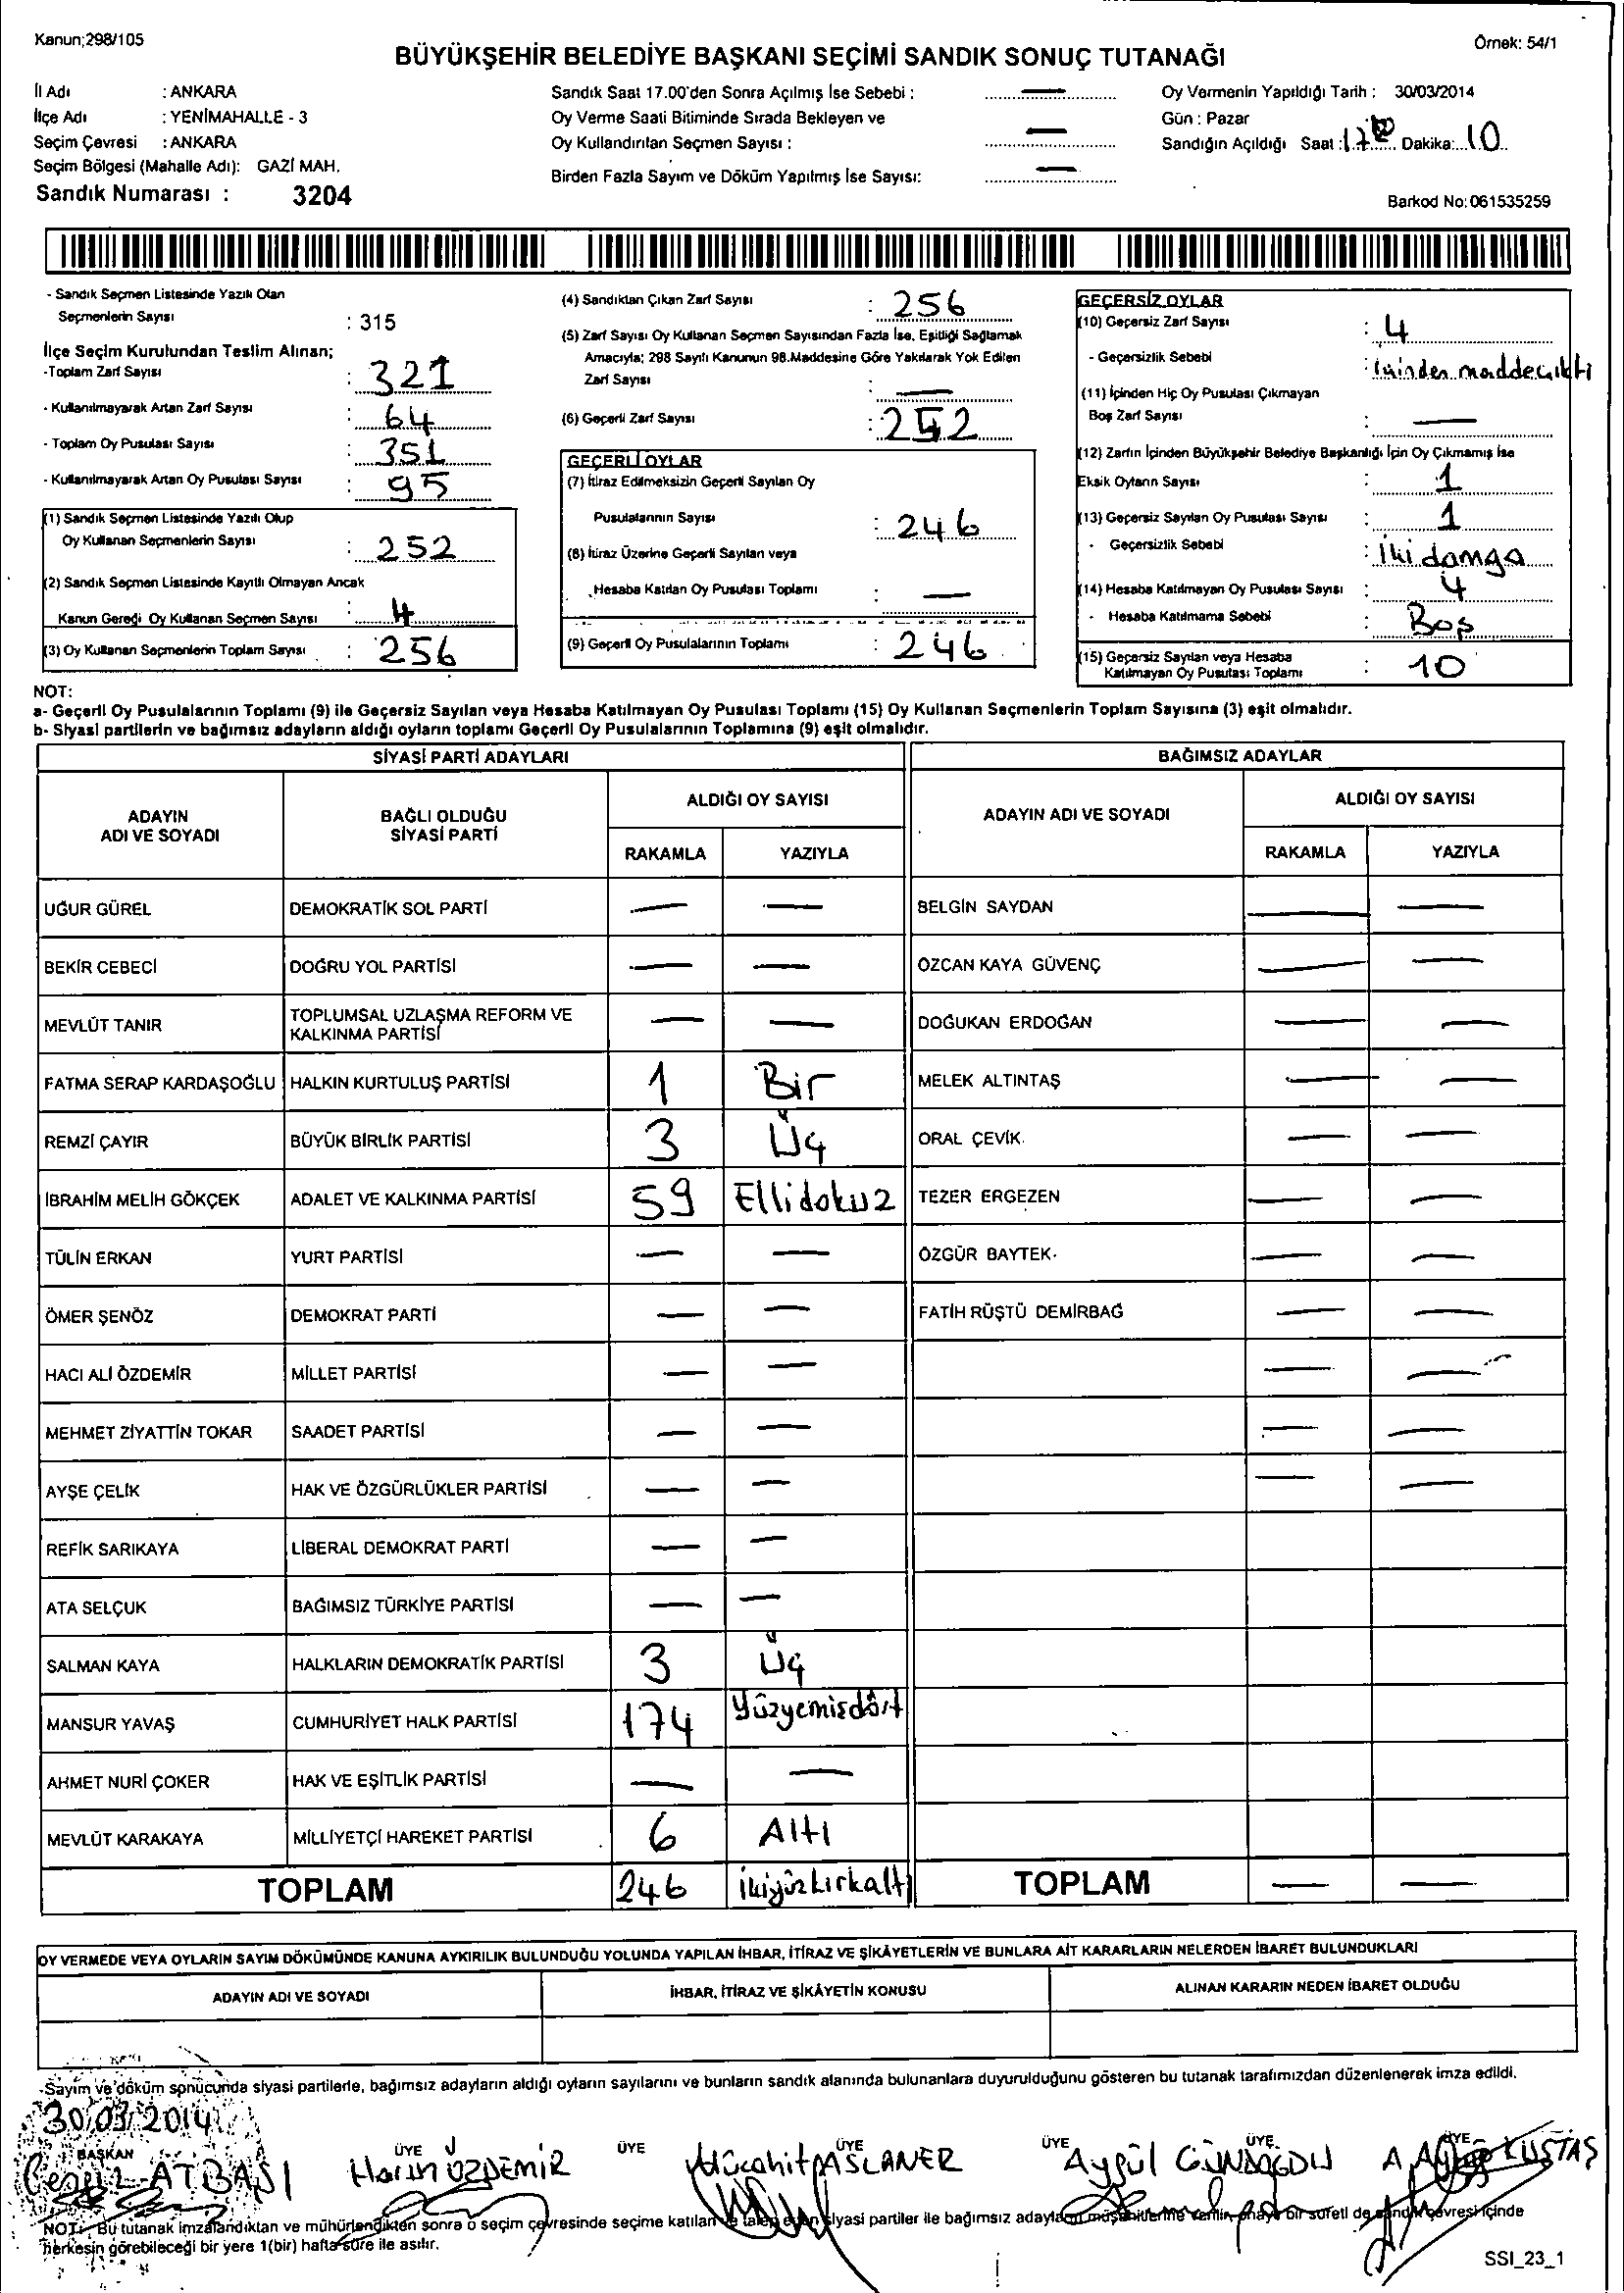 Kanun;298/105
Örnek: 54/1
BÜYÜKŞEHİR BELEDİYE BAŞKANI SEÇİMİ SANDIK SONUÇ TUTANAĞI
İl Adı : ANKARA
İlçe Adı : YENİMAHALLE - 3
Seçim Çevresi : ANKARA
Seçim Bölgesi (Mahalle Adı): GAZİ MAH.
Sandık Numarası : 3204
Sandık Saat 17.00'den Sonra Açılmış İse Sebebi : —
Oy Verme Saati Bitiminde Sırada Bekleyen ve
Oy Kullandırılan Seçmen Sayısı : —
Birden Fazla Sayım ve Döküm Yapılmış İse Sayısı: —
Oy Vermenin Yapıldığı Tarih : 30/03/2014
Gün : Pazar
Sandığın Açıldığı Saat : 17 Dakika: 10
Barkod No:061535259
- Sandık Seçmen Listesinde Yazılı Olan
Seçmenlerin Sayısı : 315
İlçe Seçim Kurulundan Teslim Alınan;
-Toplam Zarf Sayısı : 321
- Kullanılmayarak Artan Zarf Sayısı : 64
- Toplam Oy Pusulası Sayısı : 351
- Kullanılmayarak Artan Oy Pusulası Sayısı : 95
(1) Sandık Seçmen Listesinde Yazılı Olup
Oy Kullanan Seçmenlerin Sayısı : 252
(2) Sandık Seçmen Listesinde Kayıtlı Olmayan Ancak
Kanun Gereği Oy Kullanan Seçmen Sayısı : 4
(3) Oy Kullanan Seçmenlerin Toplam Sayısı : 256
(4) Sandıktan Çıkan Zarf Sayısı : 256
(5) Zarf Sayısı Oy Kullanan Seçmen Sayısından Fazla İse, Eşitliği Sağlamak
Amacıyla; 298 Sayılı Kanunun 98.Maddesine Göre Yakılarak Yok Edilen
Zarf Sayısı : —
(6) Geçerli Zarf Sayısı : 252
GEÇERLİ OYLAR
(7) İtiraz Edilmeksizin Geçerli Sayılan Oy
Pusulalarının Sayısı : 246
(8) İtiraz Üzerine Geçerli Sayılan veya
Hesaba Katılan Oy Pusulası Toplamı : —
(9) Geçerli Oy Pusulalarının Toplamı : 246
GEÇERSİZ OYLAR
(10) Geçersiz Zarf Sayısı : 4
- Geçersizlik Sebebi : İçinden madde çıktı
(11) İçinden Hiç Oy Pusulası Çıkmayan
Boş Zarf Sayısı : —
(12) Zarfın İçinden Büyükşehir Belediye Başkanlığı İçin Oy Çıkmamış İse
Eksik Oyların Sayısı : 1
(13) Geçersiz Sayılan Oy Pusulası Sayısı : 1
- Geçersizlik Sebebi : İki damga
(14) Hesaba Katılmayan Oy Pusulası Sayısı : 4
- Hesaba Katılmama Sebebi : Boş
(15) Geçersiz Sayılan veya Hesaba
Katılmayan Oy Pusulası Toplamı : 10
NOT:
a- Geçerli Oy Pusulalarının Toplamı (9) ile Geçersiz Sayılan veya Hesaba Katılmayan Oy Pusulası Toplamı (15) Oy Kullanan Seçmenlerin Toplam Sayısına (3) eşit olmalıdır.
b- Siyasi partilerin ve bağımsız adayların aldığı oyların toplamı Geçerli Oy Pusulalarının Toplamına (9) eşit olmalıdır.
SİYASİ PARTİ ADAYLARI
BAĞIMSIZ ADAYLAR
ADAYIN
ADI VE SOYADI
BAĞLI OLDUĞU
SİYASİ PARTİ
ALDIĞI OY SAYISI
RAKAMLA YAZIYLA
ADAYIN ADI VE SOYADI
ALDIĞI OY SAYISI
RAKAMLA YAZIYLA
UĞUR GÜREL DEMOKRATİK SOL PARTİ — — BELGİN SAYDAN — —
BEKİR CEBECİ DOĞRU YOL PARTİSİ — — ÖZCAN KAYA GÜVENÇ — —
MEVLÜT TANIR TOPLUMSAL UZLAŞMA REFORM VE
KALKINMA PARTİSİ — — DOĞUKAN ERDOĞAN — —
FATMA SERAP KARDAŞOĞLU HALKIN KURTULUŞ PARTİSİ 1 Bir MELEK ALTINTAŞ — —
REMZİ ÇAYIR BÜYÜK BİRLİK PARTİSİ 3 Üç ORAL ÇEVİK — —
İBRAHİM MELİH GÖKÇEK ADALET VE KALKINMA PARTİSİ 59 Ellidokuz TEZER ERGEZEN — —
TÜLİN ERKAN YURT PARTİSİ — — ÖZGÜR BAYTEK — —
ÖMER ŞENÖZ DEMOKRAT PARTİ — — FATİH RÜŞTÜ DEMİRBAĞ — —
HACI ALİ ÖZDEMİR MİLLET PARTİSİ — — — —
MEHMET ZİYATTİN TOKAR SAADET PARTİSİ — — — —
AYŞE ÇELİK HAK VE ÖZGÜRLÜKLER PARTİSİ — — — —
REFİK SARIKAYA LİBERAL DEMOKRAT PARTİ — —
ATA SELÇUK BAĞIMSIZ TÜRKİYE PARTİSİ — —
SALMAN KAYA HALKLARIN DEMOKRATİK PARTİSİ 3 Üç
MANSUR YAVAŞ CUMHURİYET HALK PARTİSİ 174 Yüzyemişdört
AHMET NURİ ÇOKER HAK VE EŞİTLİK PARTİSİ — —
MEVLÜT KARAKAYA MİLLİYETÇİ HAREKET PARTİSİ 6 Altı
TOPLAM 246 İkiyüzkırkaltı TOPLAM — —
OY VERMEDE VEYA OYLARIN SAYIM DÖKÜMÜNDE KANUNA AYKIRILIK BULUNDUĞU YOLUNDA YAPILAN İHBAR, İTİRAZ VE ŞİKÂYETLERİN VE BUNLARA AİT KARARLARIN NELERDEN İBARET BULUNDUKLARI
ADAYIN ADI VE SOYADI İHBAR, İTİRAZ VE ŞİKÂYETİN KONUSU ALINAN KARARIN NEDEN İBARET OLDUĞU
Sayım ve döküm sonucunda siyasi partilerle, bağımsız adayların aldığı oyların sayılarını ve bunların sandık alanında bulunanlara duyurulduğunu gösteren bu tutanak tarafımızdan düzenlenerek imza edildi.
30/03/2014
BAŞKAN ÜYE ÜYE ÜYE ÜYE ÜYE ÜYE
ATBAŞI Harun ÖZDEMİR Mücahit ASLANER Aygül GÜNDOĞDU KUŞTAŞ
NOT: Bu tutanak imzalandıktan ve mühürlendikten sonra o seçim çevresinde seçime katılan ve talep eden siyasi partiler ile bağımsız adayların müşahitlerine verilir, onaylı bir sureti de sandık çevresi içinde
herkesin görebileceği bir yere 1(bir) hafta süre ile asılır.
SSI_23_1